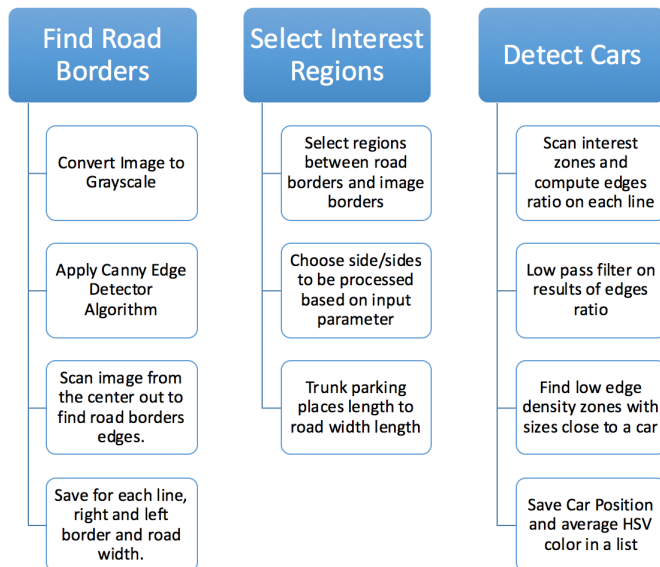 Find Road
Borders
Convert Image to
Grayscale
Apply Canny Edge
Detector
Algorithm
Scan image from
the center out to
find road borders
edges.
Save for each line,
right and left
border and road
width.
Select Interest
Regions
Select regions
between road
borders and image
borders
Choose side/sides
to be processed
based on input
parameter
Trunk parking
places length to
road width length
Detect Cars
Scan interest
zones and
compute edges
ratio on each line
Low pass filter on
results of edges
ratio
Find low edge
density zones with
sizes close to a car
Save Car Position
and average HSV
color in a list